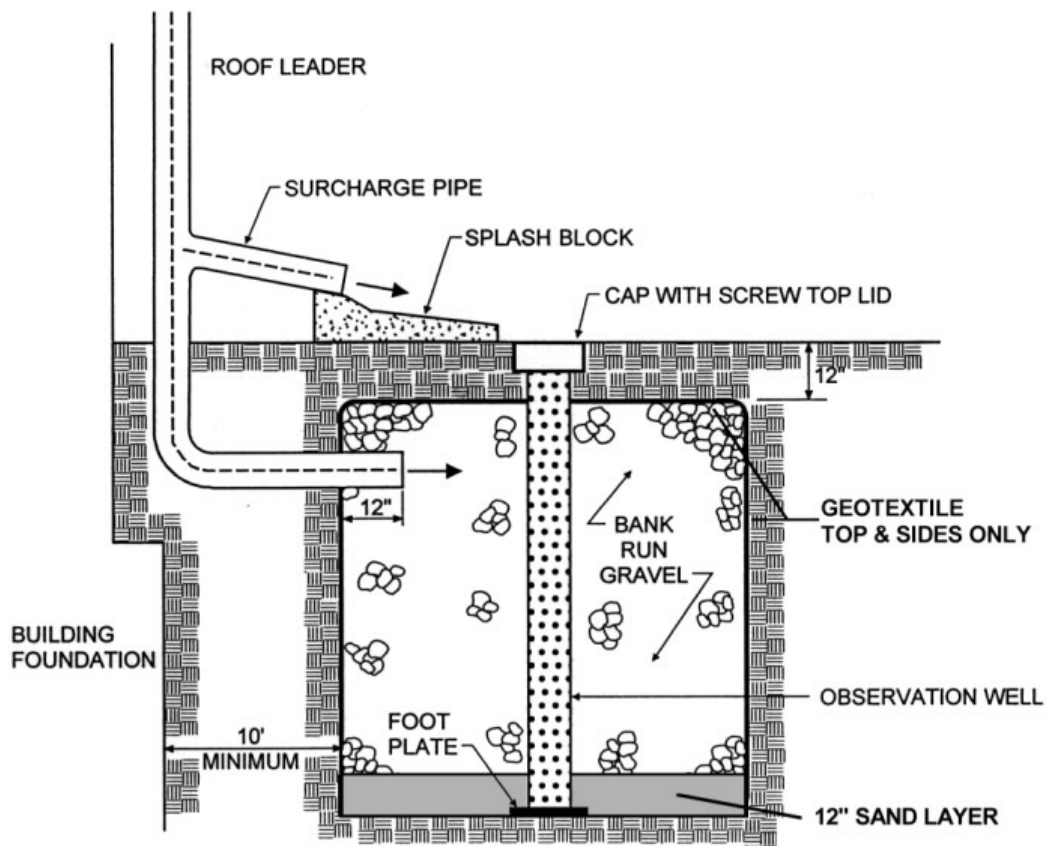 ROOF LEADER
SURCHARGE PIPE
SPLASH BLOCK
CAP WITH SCREW TOP LID
12"
12"
GEOTEXTILE
TOP & SIDES ONLY
BANK
RUN
GRAVEL
BUILDING
FOUNDATION
OBSERVATION WELL
FOOT
PLATE
10'
MINIMUM
12" SAND LAYER